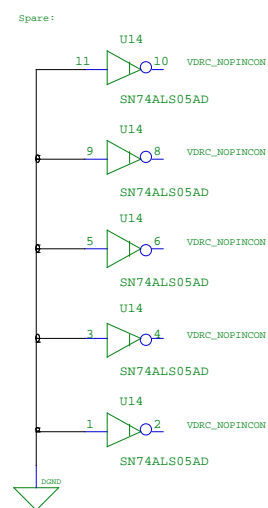 Spare:
U14
11 10 VDRC_NOPINCON
SN74ALS05AD
U14
9 8 VDRC_NOPINCON
SN74ALS05AD
U14
5 6 VDRC_NOPINCON
SN74ALS05AD
U14
3 4 VDRC_NOPINCON
SN74ALS05AD
U14
1 2 VDRC_NOPINCON
SN74ALS05AD
DGND